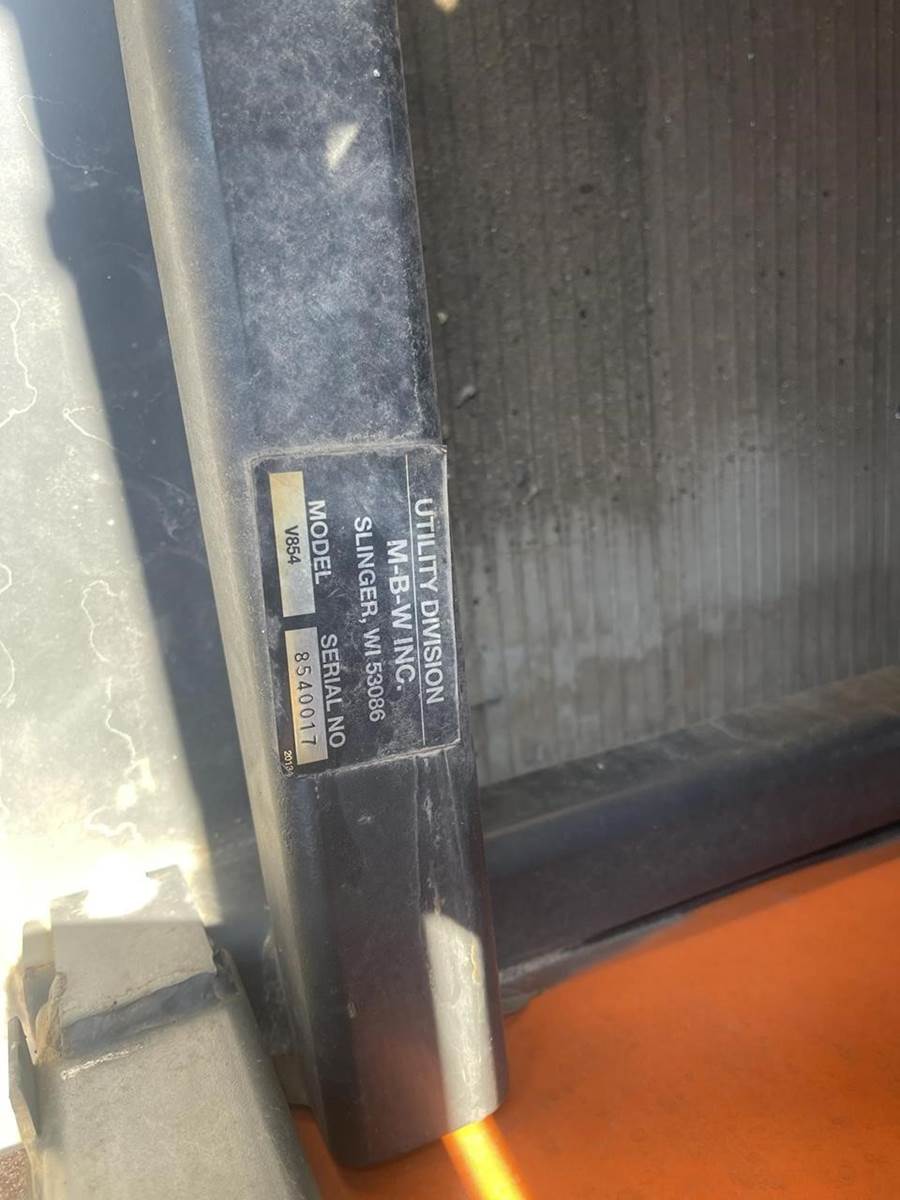 UTILITY DIVISION
M-B-W INC.
SLINGER, WI 53086
MODEL SERIAL NO
V854 8540017